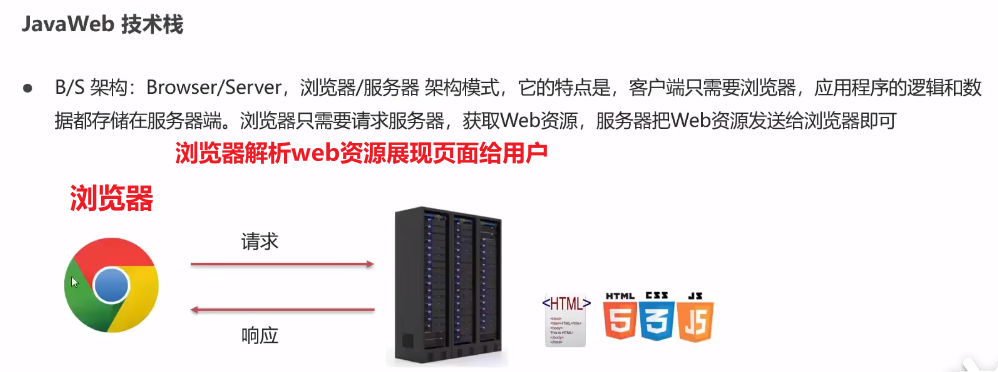 JavaWeb 技术栈
● B/S 架构：Browser/Server，浏览器/服务器 架构模式，它的特点是，客户端只需要浏览器，应用程序的逻辑和数
据都存储在服务器端。浏览器只需要请求服务器，获取Web资源，服务器把Web资源发送给浏览器即可
浏览器解析web资源展现页面给用户
浏览器
请求
响应
<HTML>
HTML CSS JS
5 3 JS